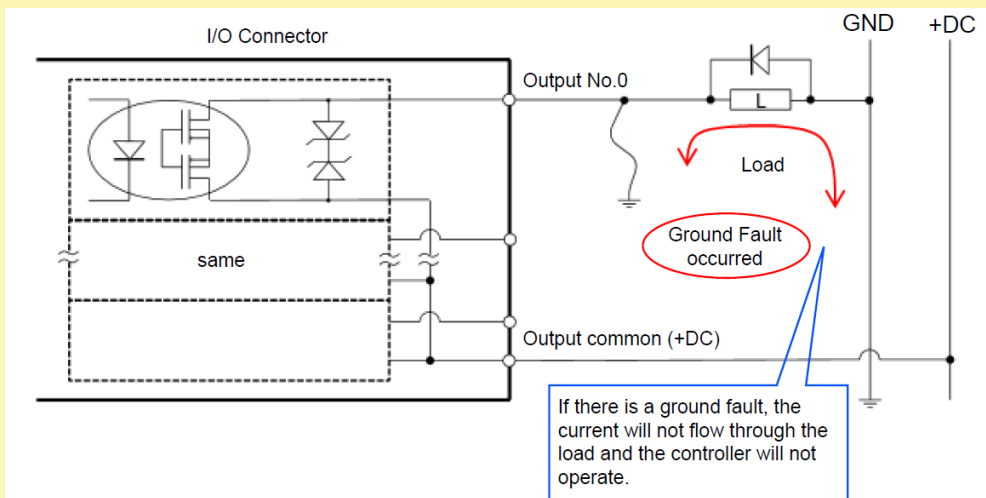 I/O Connector
GND
+DC
Output No.0
L
Load
Ground Fault
occurred
same
Output common (+DC)
If there is a ground fault, the
current will not flow through the
load and the controller will not
operate.